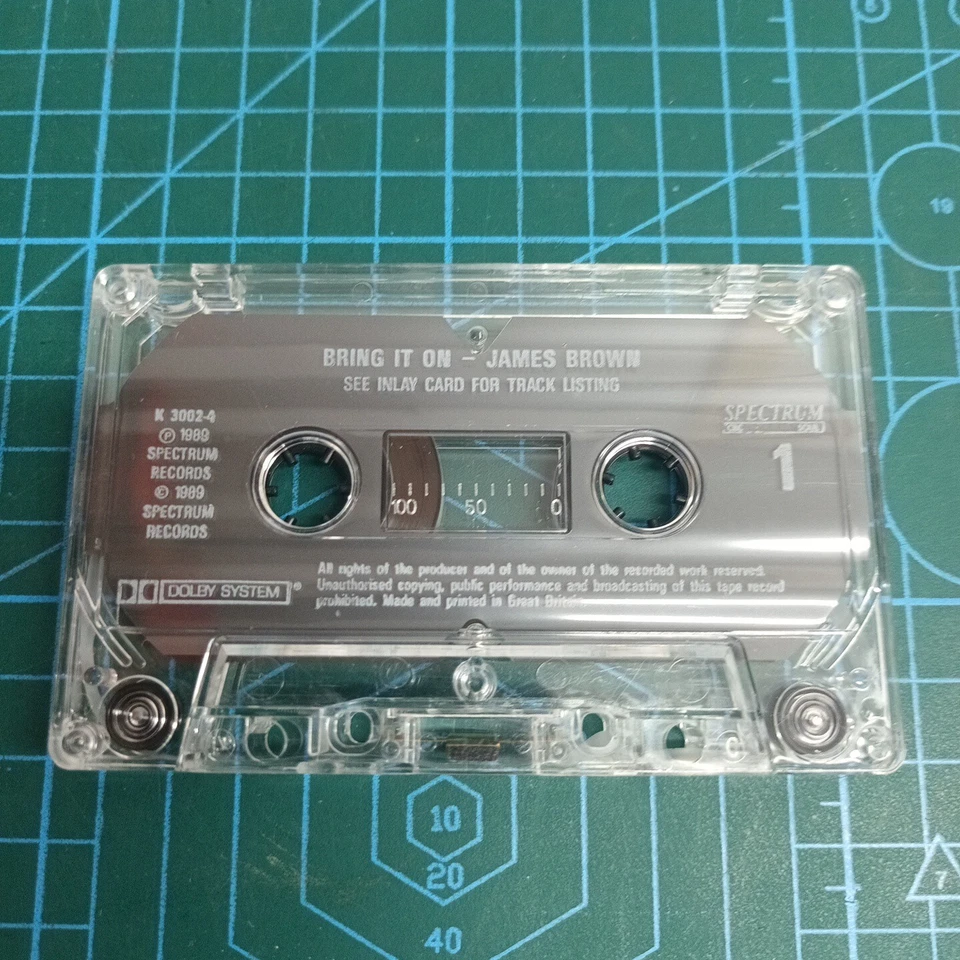 6
19
BRING IT ON - JAMES BROWN
SEE INLAY CARD FOR TRACK LISTING
K 3002-4
℗ 1989
SPECTRUM
RECORDS
© 1989
SPECTRUM
RECORDS
SPECTRUM
1
100 50 0
DOLBY SYSTEM ®
All rights of the producer and of the owner of the recorded work reserved.
Unauthorised copying, public performance and broadcasting of this tape record
prohibited. Made and printed in Great Britain
10
20
40
7